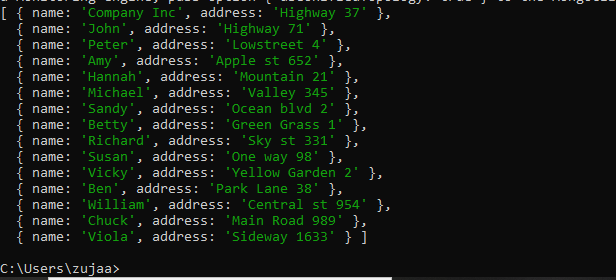 [ { name: 'Company Inc', address: 'Highway 37' },
{ name: 'John', address: 'Highway 71' },
{ name: 'Peter', address: 'Lowstreet 4' },
{ name: 'Amy', address: 'Apple st 652' },
{ name: 'Hannah', address: 'Mountain 21' },
{ name: 'Michael', address: 'Valley 345' },
{ name: 'Sandy', address: 'Ocean blvd 2' },
{ name: 'Betty', address: 'Green Grass 1' },
{ name: 'Richard', address: 'Sky st 331' },
{ name: 'Susan', address: 'One way 98' },
{ name: 'Vicky', address: 'Yellow Garden 2' },
{ name: 'Ben', address: 'Park Lane 38' },
{ name: 'William', address: 'Central st 954' },
{ name: 'Chuck', address: 'Main Road 989' },
{ name: 'Viola', address: 'Sideway 1633' } ]
C:\Users\zujaa>